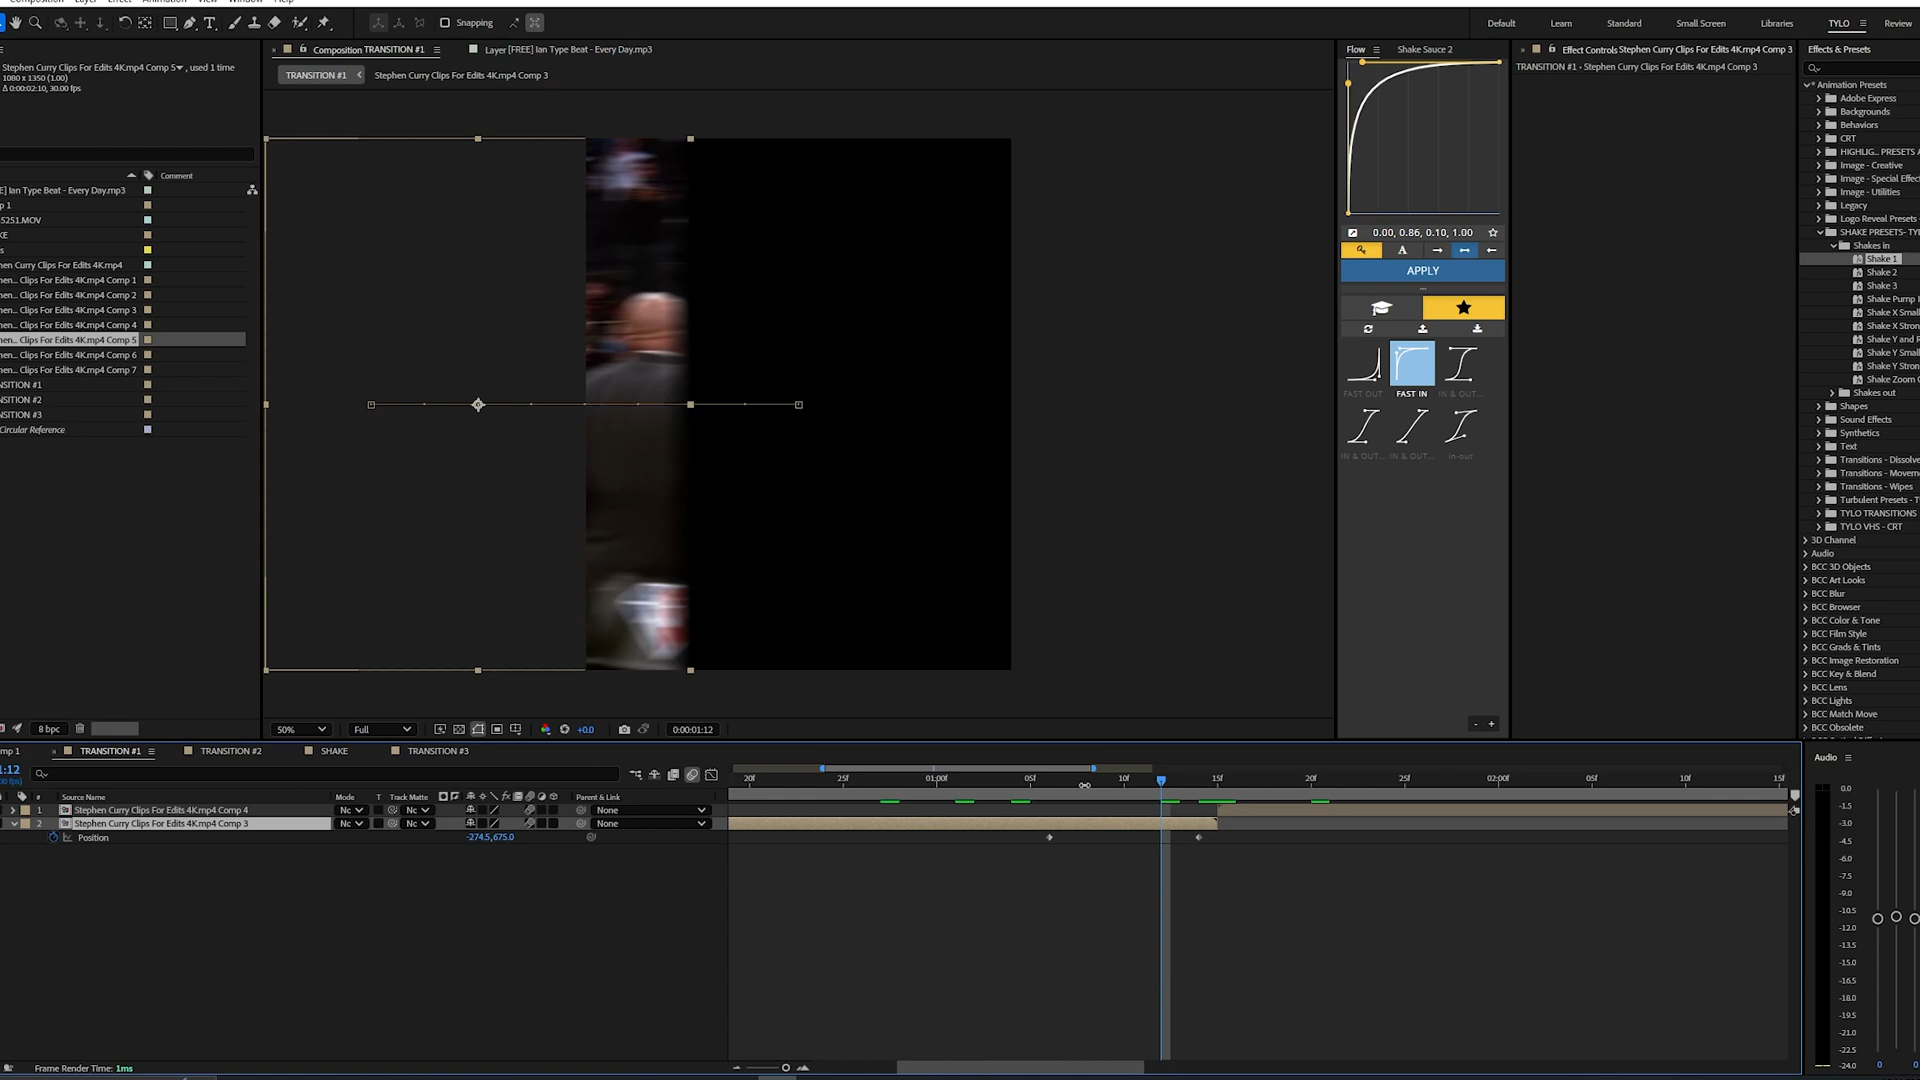 Snapping
Default
Learn
Standard
Small Screen
Libraries
TYLO
Review
Stephen Curry Clips For Edits 4K.mp4 Comp 5, used 1 time
1080 x 1350 (1.00)
Δ 0:00:02:10, 30.00 fps
Composition TRANSITION #1
Layer [FREE] Ian Type Beat - Every Day.mp3
TRANSITION #1
Stephen Curry Clips For Edits 4K.mp4 Comp 3
Comment
E] Ian Type Beat - Every Day.mp3
p 1
5251.MOV
KE
s
hen Curry Clips For Edits 4K.mp4
hen... Clips For Edits 4K.mp4 Comp 1
hen... Clips For Edits 4K.mp4 Comp 2
hen... Clips For Edits 4K.mp4 Comp 3
hen... Clips For Edits 4K.mp4 Comp 4
hen... Clips For Edits 4K.mp4 Comp 5
hen... Clips For Edits 4K.mp4 Comp 6
hen... Clips For Edits 4K.mp4 Comp 7
NSITION #1
NSITION #2
NSITION #3
Circular Reference
8 bpc
50%
Full
+0.0
0:00:01:12
Flow
Shake Sauce 2
0.00, 0.86, 0.10, 1.00
A
APPLY
...
FAST OUT
FAST IN
IN & OU...
IN & OUT...
IN & OUT...
in-out
- +
Effect Controls Stephen Curry Clips For Edits 4K.mp4 Comp 3
TRANSITION #1 • Stephen Curry Clips For Edits 4K.mp4 Comp 3
Effects & Presets
* Animation Presets
Adobe Express
Backgrounds
Behaviors
CRT
HIGHLIG... PRESETS A
Image - Creative
Image - Special Effec
Image - Utilities
Legacy
Logo Reveal Presets -
SHAKE PRESETS- TYL
Shakes in
Shake 1
Shake 2
Shake 3
Shake Pump I
Shake X Small
Shake X Stron
Shake Y and R
Shake Y Small
Shake Y Stron
Shake Zoom O
Shakes out
Shapes
Sound Effects
Synthetics
Text
Transitions - Dissolve
Transitions - Movem
Transitions - Wipes
Turbulent Presets - T
TYLO TRANSITIONS
TYLO VHS - CRT
3D Channel
Audio
BCC 3D Objects
BCC Art Looks
BCC Blur
BCC Browser
BCC Color & Tone
BCC Film Style
BCC Grads & Tints
BCC Image Restoration
BCC Key & Blend
BCC Lens
BCC Lights
BCC Match Move
BCC Obsolete
mp 1
TRANSITION #1
TRANSITION #2
SHAKE
TRANSITION #3
1:12
20f
25f
01:00f
05f
10f
15f
20f
25f
02:00f
05f
10f
15f
#
Source Name
Mode
T
Track Matte
Parent & Link
1
Stephen Curry Clips For Edits 4K.mp4 Comp 4
Nc
Nc
None
2
Stephen Curry Clips For Edits 4K.mp4 Comp 3
Nc
Nc
None
Position
-274.5,675.0
Frame Render Time: 1ms
Audio
0.0
-1.5
-3.0
-4.5
-6.0
-7.5
-9.0
-10.5
-12.0
-13.5
-15.0
-16.5
-18.0
-19.5
-21.0
-22.5
-24.0
0
0